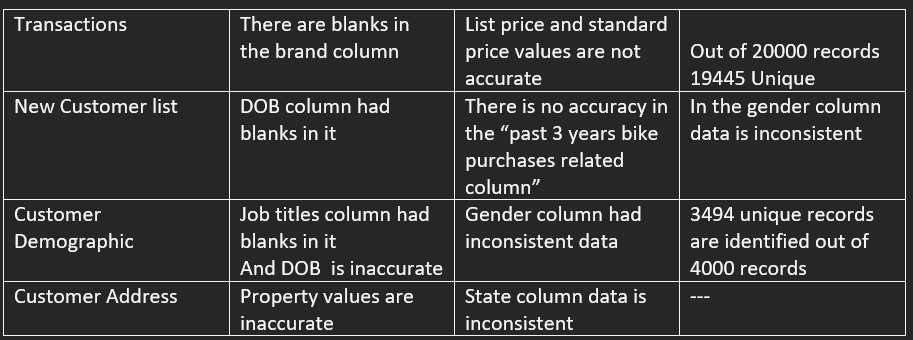 Transactions
There are blanks in
the brand column
List price and standard
price values are not
accurate
Out of 20000 records
19445 Unique
New Customer list
DOB column had
blanks in it
There is no accuracy in
the “past 3 years bike
purchases related
column”
In the gender column
data is inconsistent
Customer
Demographic
Job titles column had
blanks in it
And DOB  is inaccurate
Gender column had
inconsistent data
3494 unique records
are identified out of
4000 records
Customer Address
Property values are
inaccurate
State column data is
inconsistent
---